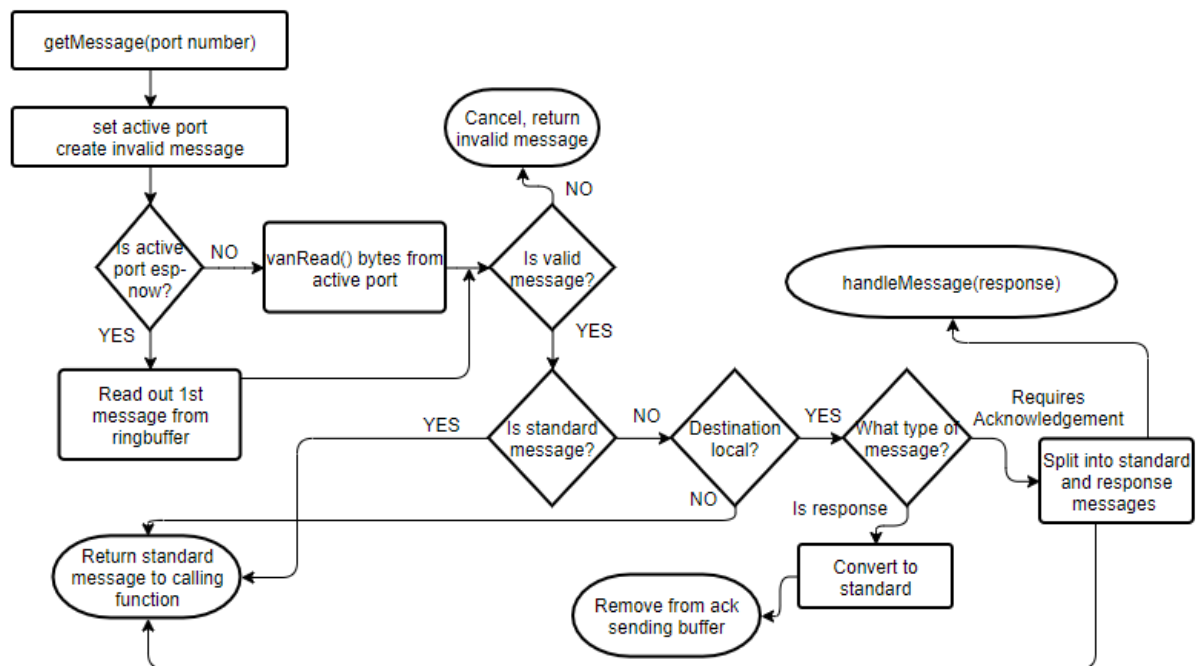 getMessage(port number)
set active port
create invalid message
Cancel, return
invalid message
NO
Is active
port esp-
now?
NO
vanRead() bytes from
active port
Is valid
message?
handleMessage(response)
YES
YES
Read out 1st
message from
ringbuffer
YES
Is standard
message?
NO
Destination
local?
YES
What type of
message?
Requires
Acknowledgement
Split into standard
and response
messages
NO
Is response
Return standard
message to calling
function
Convert to
standard
Remove from ack
sending buffer